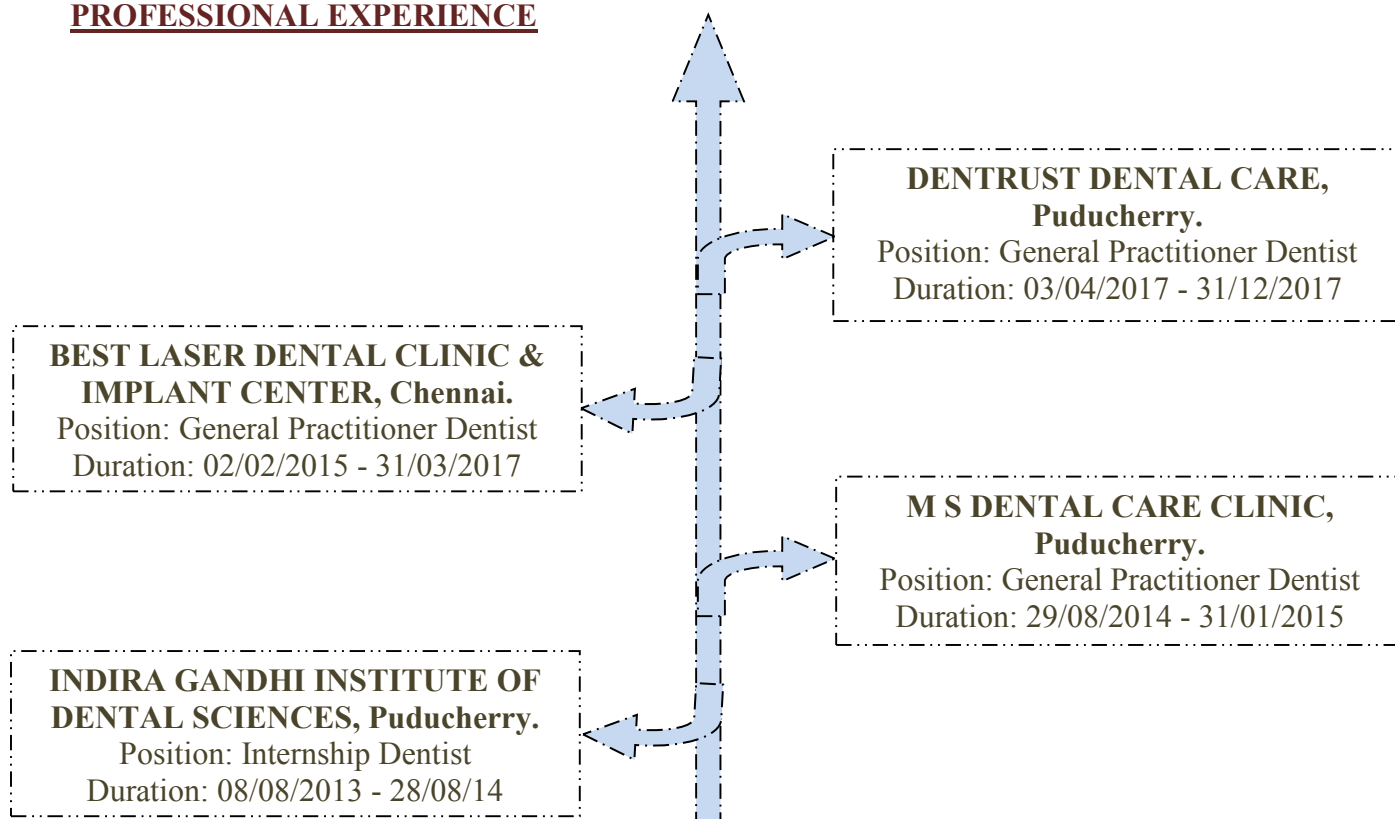 PROFESSIONAL EXPERIENCE
DENTRUST DENTAL CARE,
Puducherry.
Position: General Practitioner Dentist
Duration: 03/04/2017 - 31/12/2017
BEST LASER DENTAL CLINIC &
IMPLANT CENTER, Chennai.
Position: General Practitioner Dentist
Duration: 02/02/2015 - 31/03/2017
M S DENTAL CARE CLINIC,
Puducherry.
Position: General Practitioner Dentist
Duration: 29/08/2014 - 31/01/2015
INDIRA GANDHI INSTITUTE OF
DENTAL SCIENCES, Puducherry.
Position: Internship Dentist
Duration: 08/08/2013 - 28/08/14